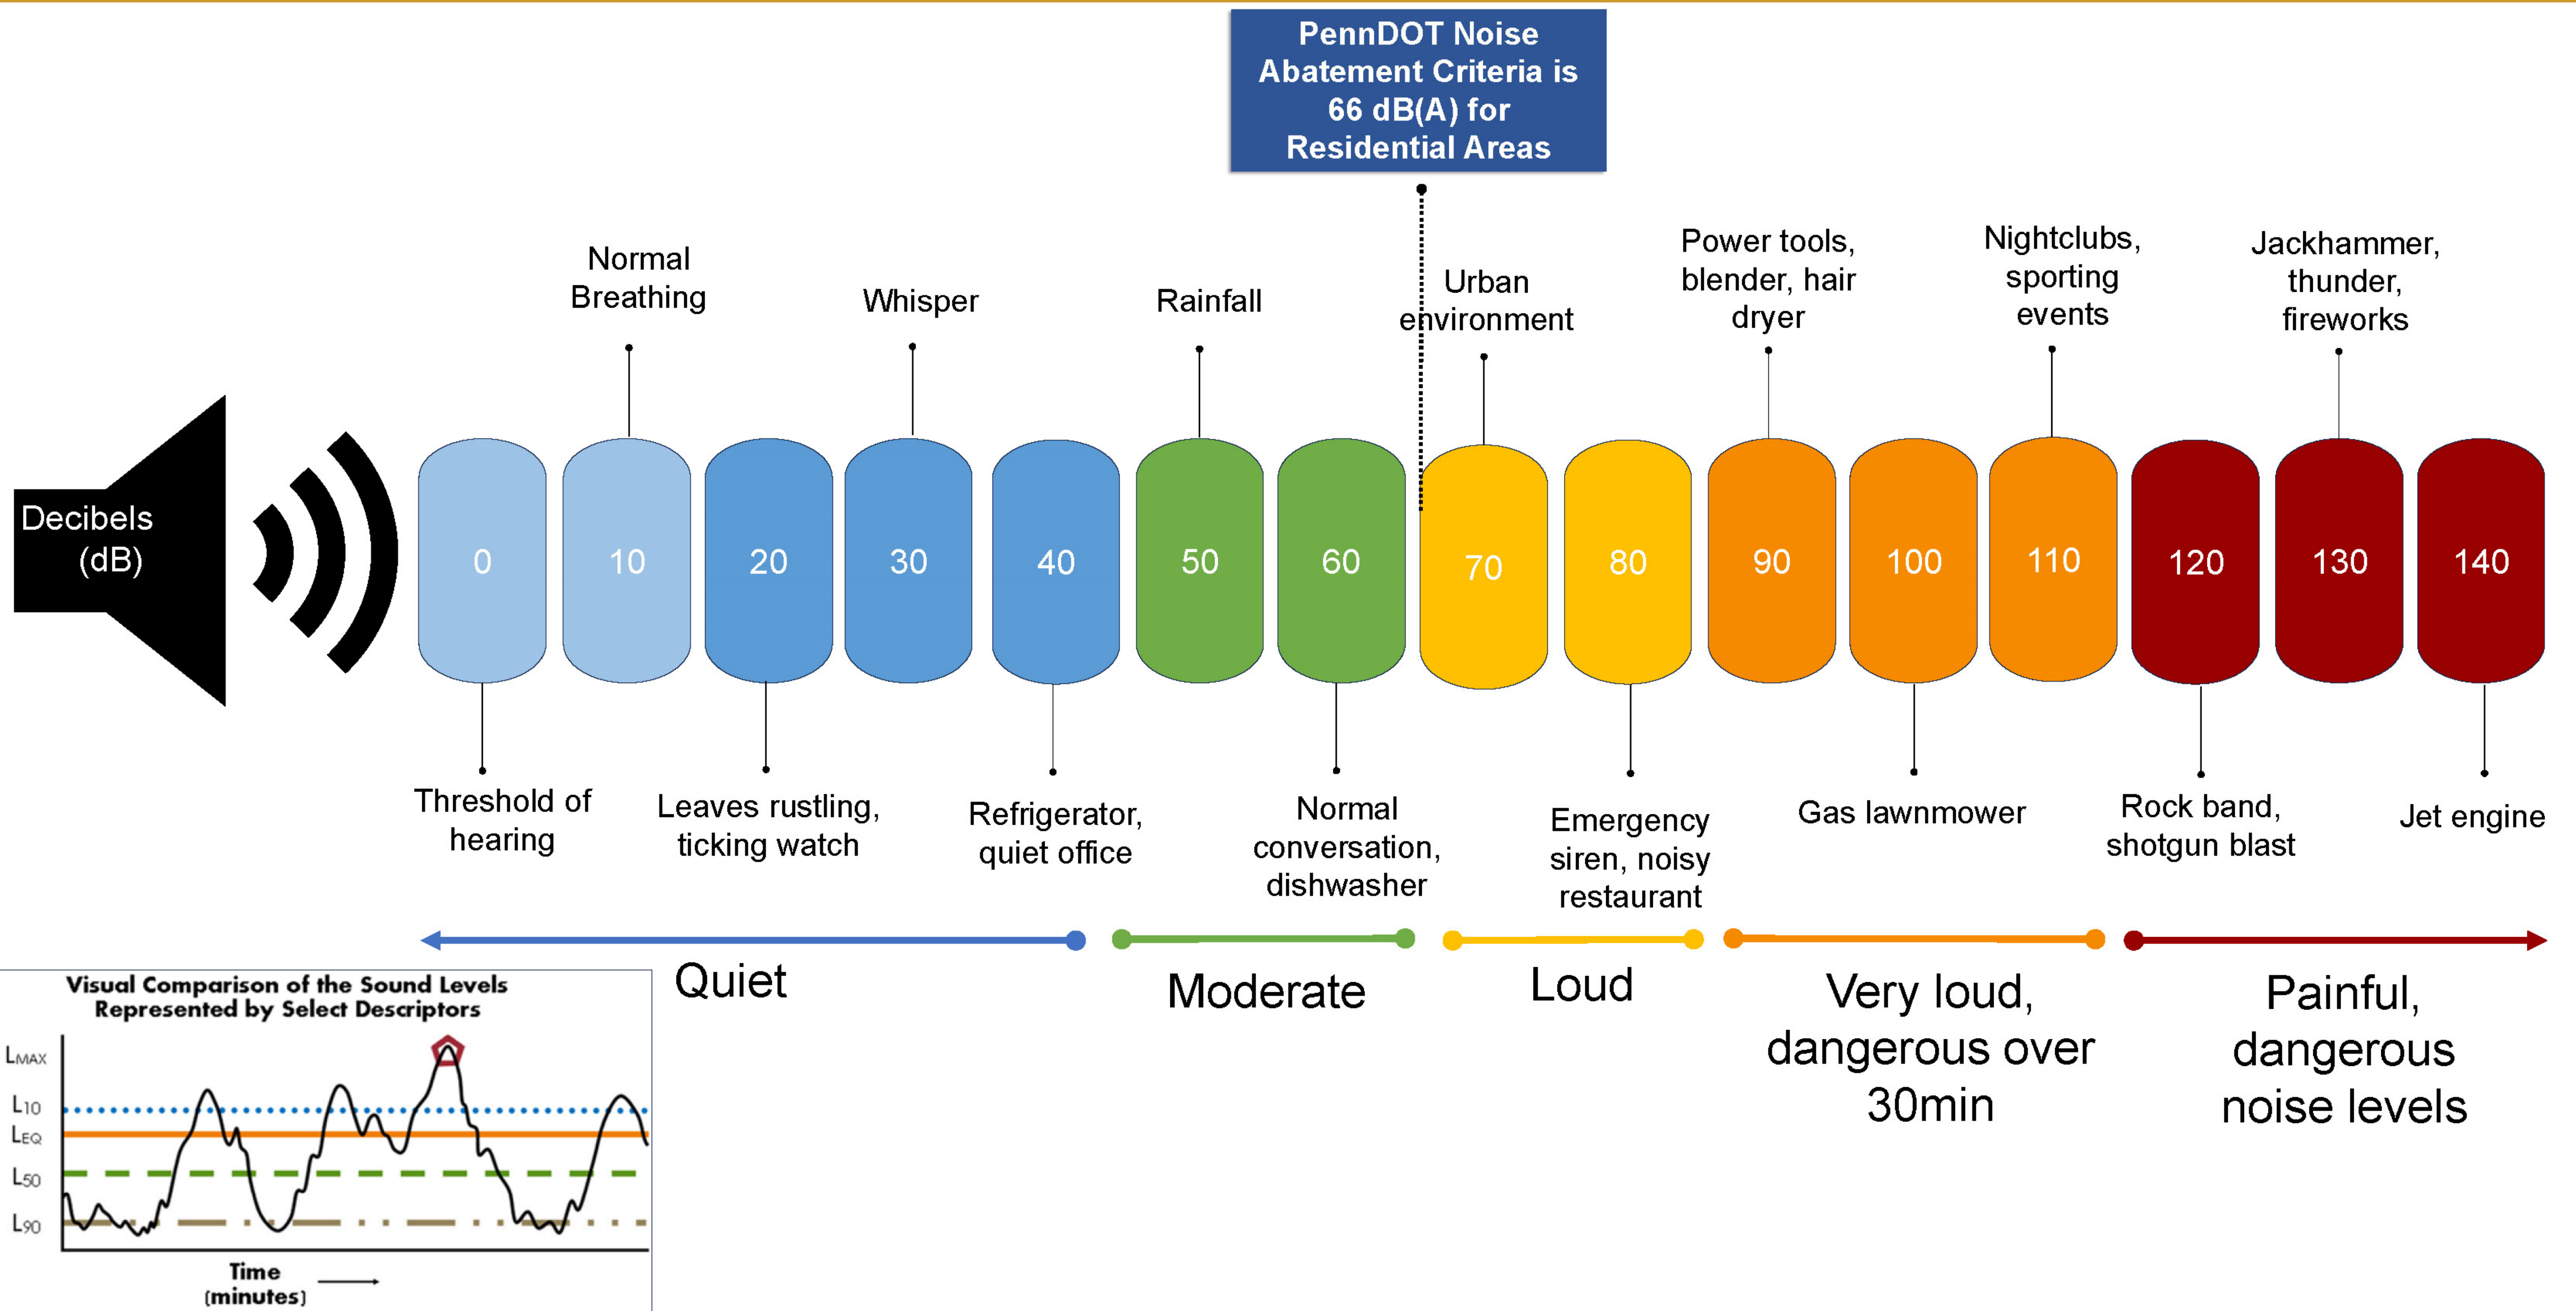 PennDOT Noise
Abatement Criteria is
66 dB(A) for
Residential Areas
Normal
Breathing
Whisper
Rainfall
Urban
environment
Power tools,
blender, hair
dryer
Nightclubs,
sporting
events
Jackhammer,
thunder,
fireworks
Decibels
(dB)
0
10
20
30
40
50
60
70
80
90
100
110
120
130
140
Threshold of
hearing
Leaves rustling,
ticking watch
Refrigerator,
quiet office
Normal
conversation,
dishwasher
Emergency
siren, noisy
restaurant
Gas lawnmower
Rock band,
shotgun blast
Jet engine
Quiet
Moderate
Loud
Very loud,
dangerous over
30min
Painful,
dangerous
noise levels
Visual Comparison of the Sound Levels
Represented by Select Descriptors
LMAX
L10
LEQ
L50
L90
Time
(minutes)